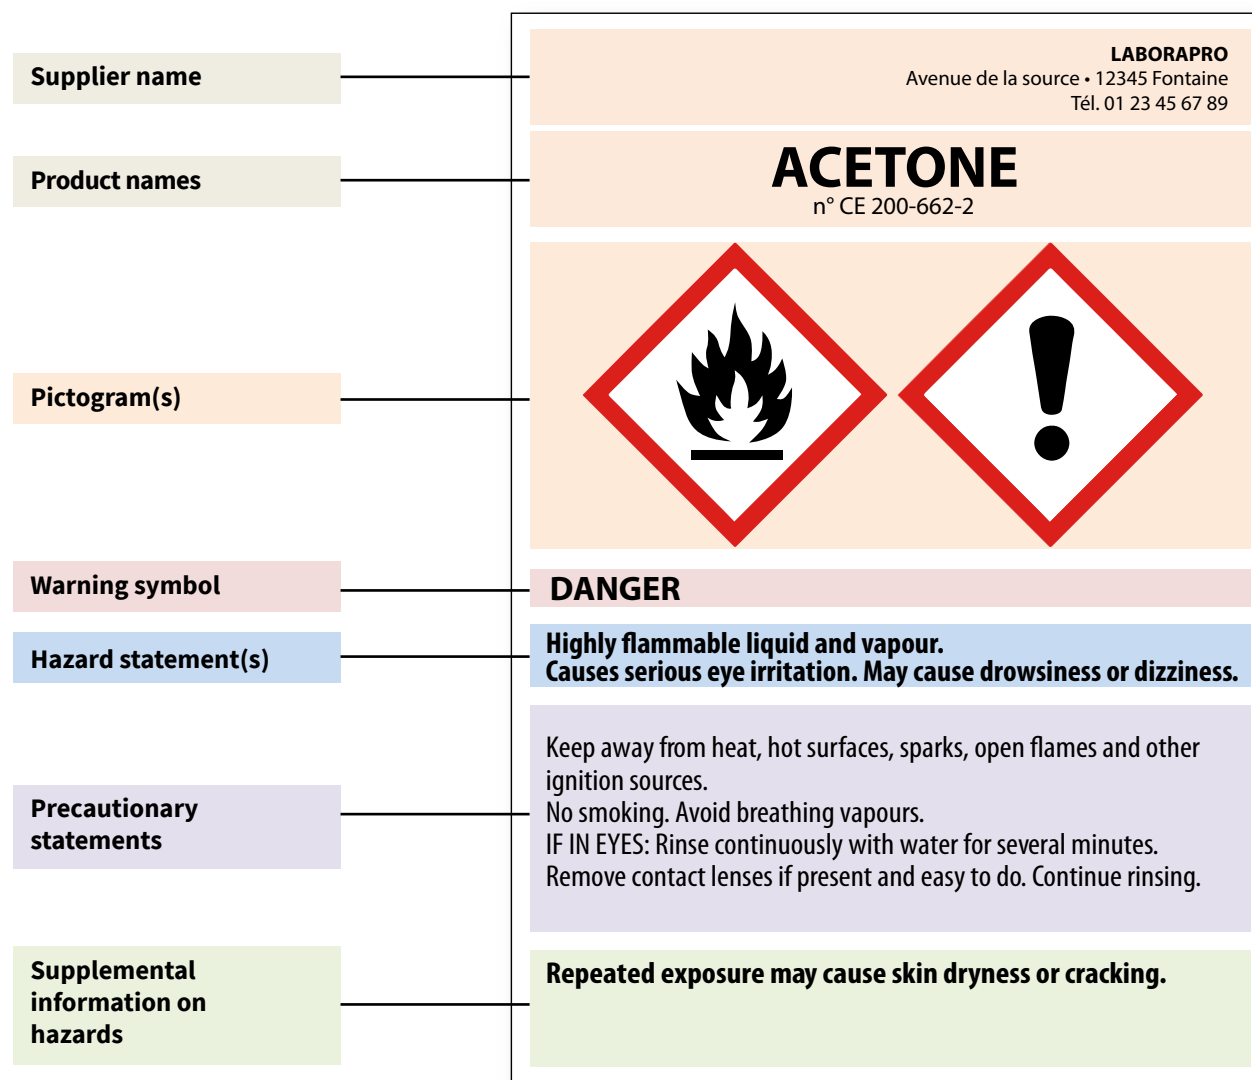 Supplier name
LABORAPRO
Avenue de la source • 12345 Fontaine
Tél. 01 23 45 67 89
Product names
ACETONE
n° CE 200-662-2
Pictogram(s)
Warning symbol
DANGER
Hazard statement(s)
Highly flammable liquid and vapour.
Causes serious eye irritation. May cause drowsiness or dizziness.
Precautionary
statements
Keep away from heat, hot surfaces, sparks, open flames and other
ignition sources.
No smoking. Avoid breathing vapours.
IF IN EYES: Rinse continuously with water for several minutes.
Remove contact lenses if present and easy to do. Continue rinsing.
Supplemental
information on
hazards
Repeated exposure may cause skin dryness or cracking.